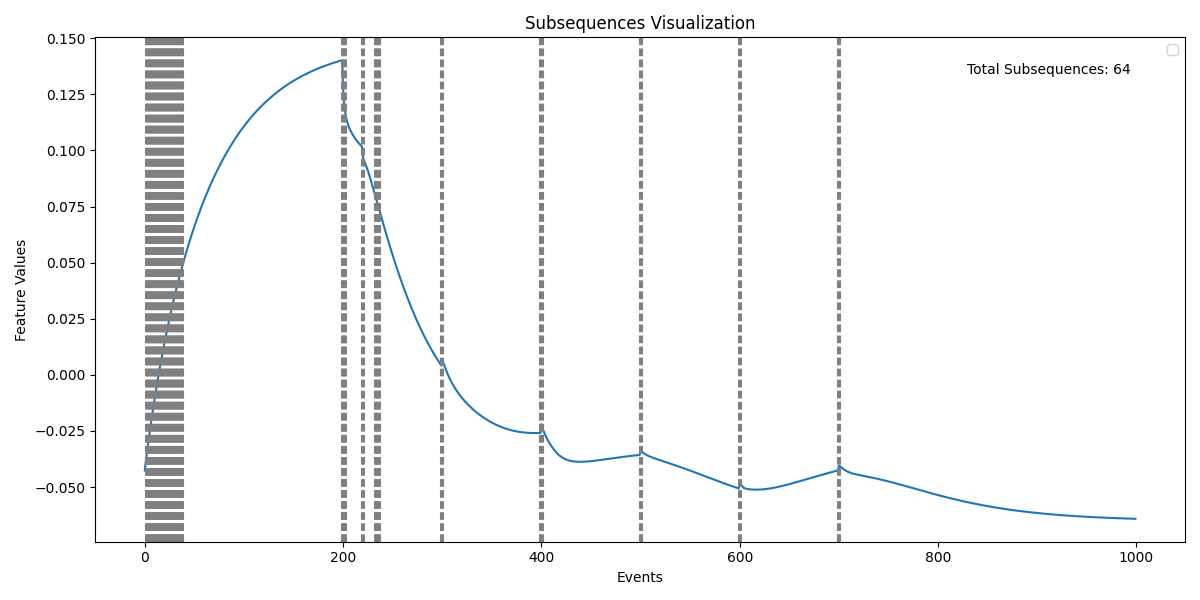 Subsequences Visualization
Total Subsequences: 64
Feature Values
0.150
0.125
0.100
0.075
0.050
0.025
0.000
−0.025
−0.050
0 200 400 600 800 1000
Events